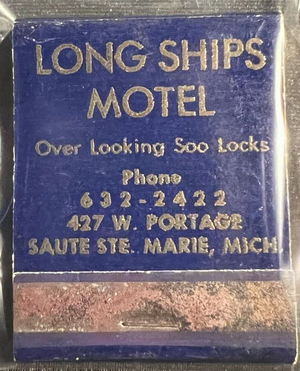 LONG SHIPS
MOTEL
Over Looking Soo Locks
Phone
632-2422
427 W. PORTAGE
SAUTE STE. MARIE, MICH.